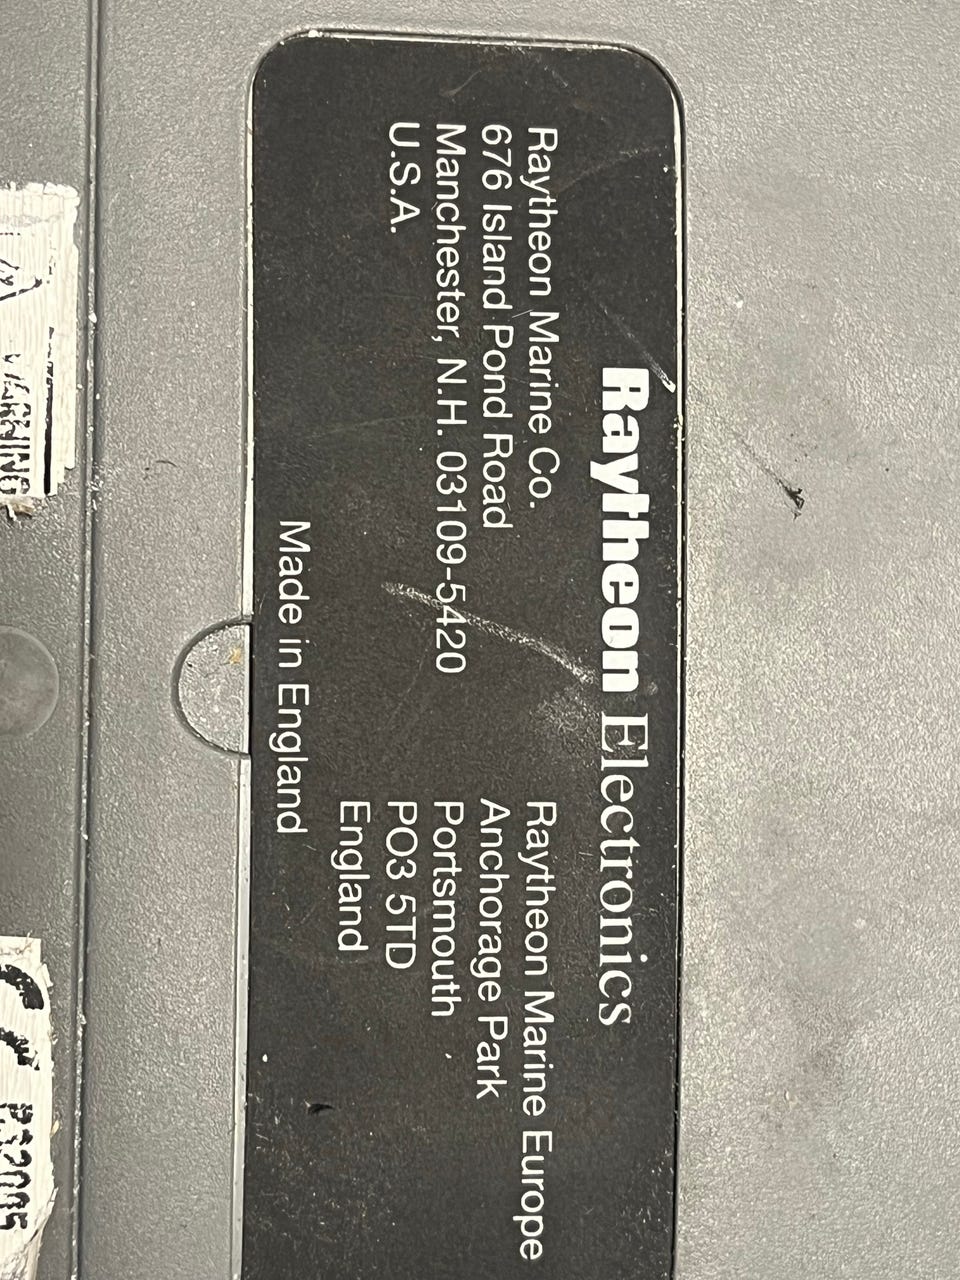 Raytheon Electronics
Raytheon Marine Co.
676 Island Pond Road
Manchester, N.H. 03109-5420
U.S.A.
Raytheon Marine Europe
Anchorage Park
Portsmouth
PO3 5TD
England
Made in England
WARNING